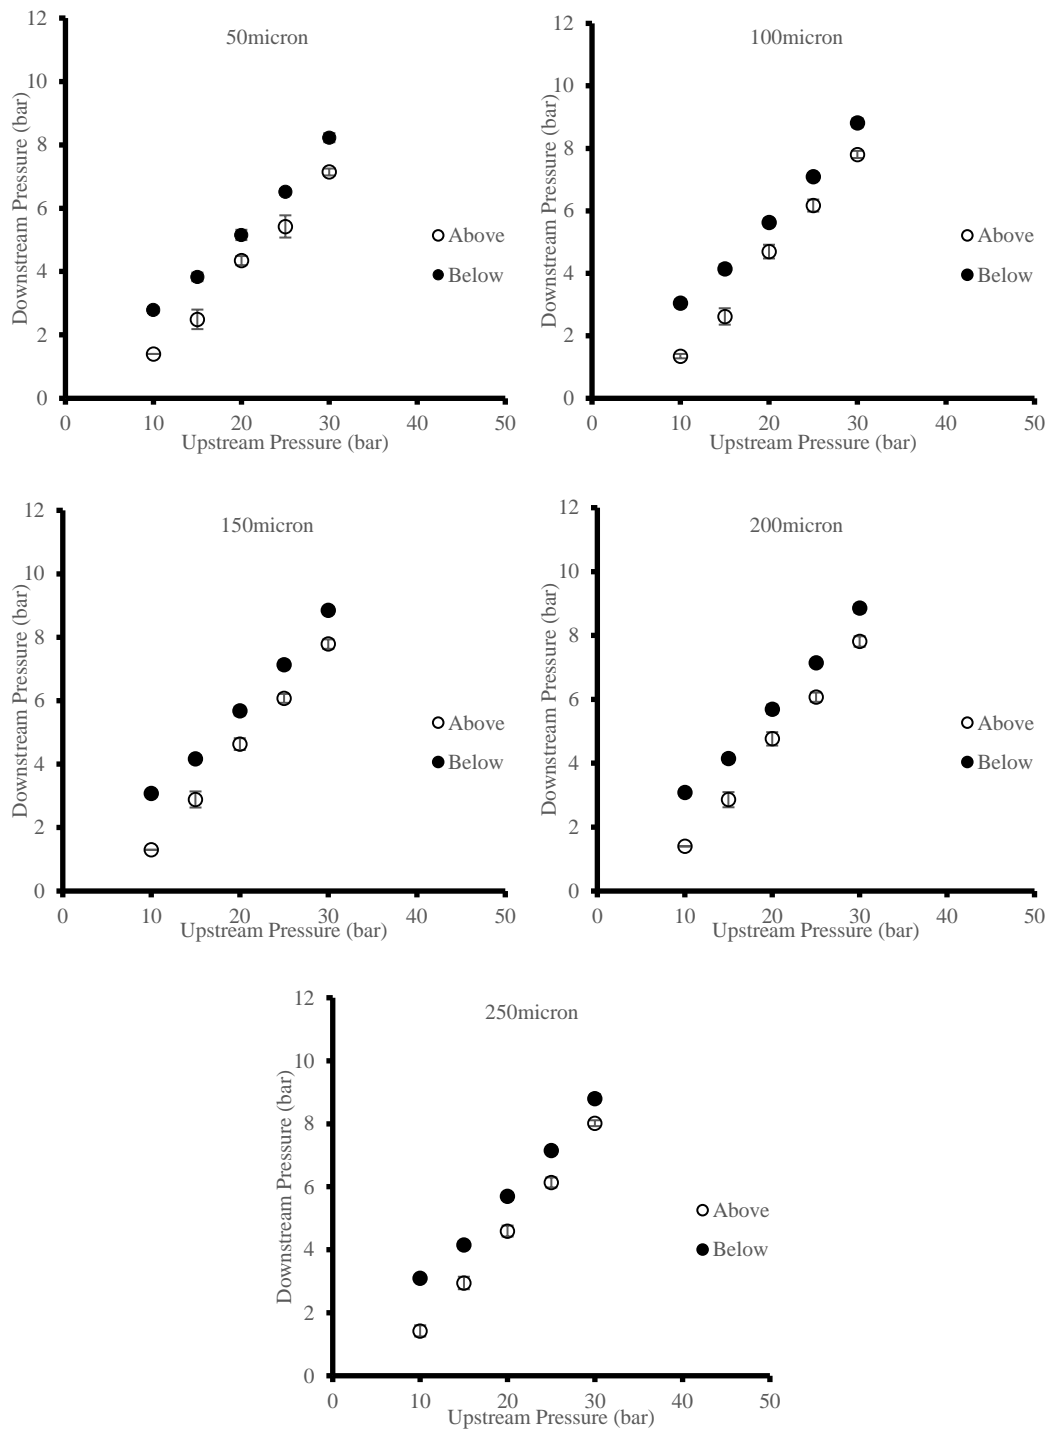 50micron
Downstream Pressure (bar)
12
10
8
6
4
2
0
0 10 20 30 40 50
Upstream Pressure (bar)
Above
Below
100micron
Downstream Pressure (bar)
12
10
8
6
4
2
0
0 10 20 30 40 50
Upstream Pressure (bar)
Above
Below
150micron
Downstream Pressure (bar)
12
10
8
6
4
2
0
0 10 20 30 40 50
Upstream Pressure (bar)
Above
Below
200micron
Downstream Pressure (bar)
12
10
8
6
4
2
0
0 10 20 30 40 50
Upstream Pressure (bar)
Above
Below
250micron
Downstream Pressure (bar)
12
10
8
6
4
2
0
0 10 20 30 40 50
Upstream Pressure (bar)
Above
Below